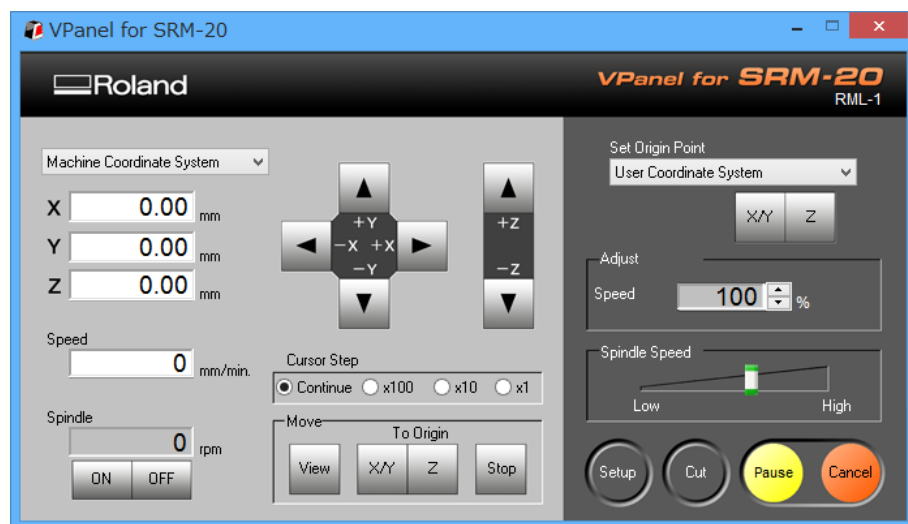 VPanel for SRM-20
Roland
VPanel for SRM-20
RML-1
Machine Coordinate System
X 0.00 mm
Y 0.00 mm
Z 0.00 mm
Speed
0 mm/min.
Spindle
0 rpm
ON OFF
+Y
-X +X
-Y
+Z
-Z
Cursor Step
Continue x100 x10 x1
Move
To Origin
View X/Y Z Stop
Set Origin Point
User Coordinate System
X/Y Z
Adjust
Speed 100 %
Spindle Speed
Low High
Setup Cut Pause Cancel